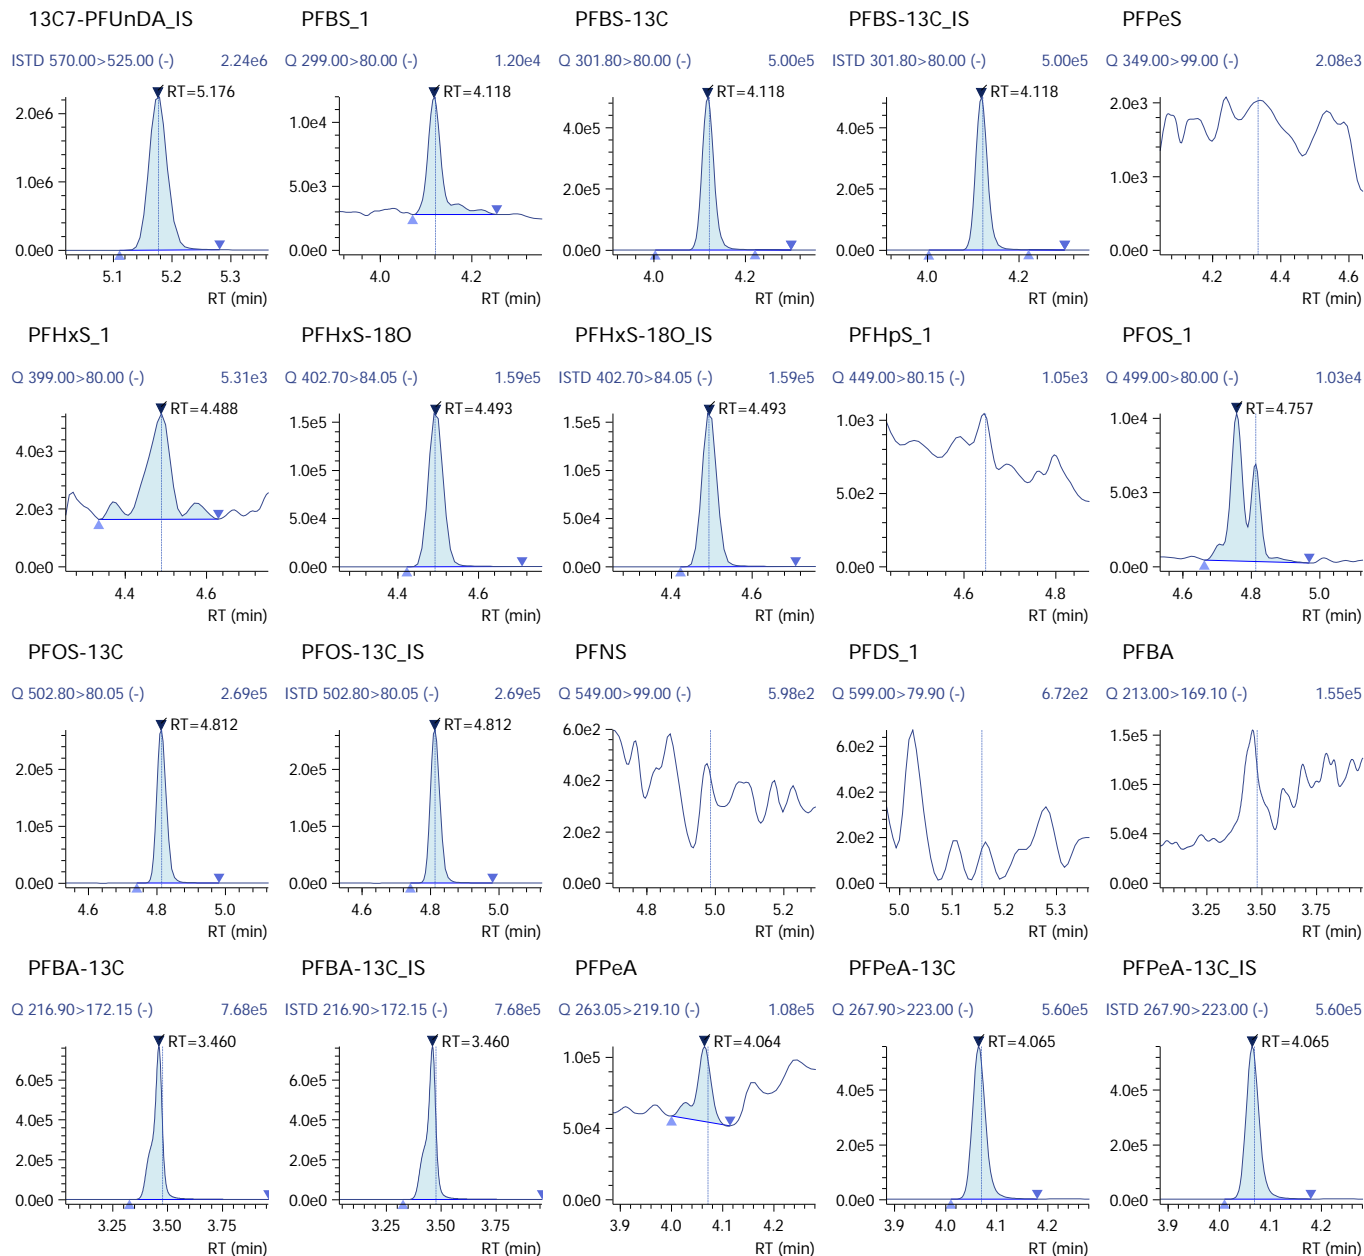 13C7-PFUnDA_IS
ISTD 570.00>525.00 (-) 2.24e6
RT=5.176
2.0e6
1.0e6
0.0e0
5.1 5.2 5.3
RT (min)
PFBS_1
Q 299.00>80.00 (-) 1.20e4
RT=4.118
1.0e4
5.0e3
0.0e0
4.0 4.2
RT (min)
PFBS-13C
Q 301.80>80.00 (-) 5.00e5
RT=4.118
4.0e5
2.0e5
0.0e0
4.0 4.2
RT (min)
PFBS-13C_IS
ISTD 301.80>80.00 (-) 5.00e5
RT=4.118
4.0e5
2.0e5
0.0e0
4.0 4.2
RT (min)
PFPeS
Q 349.00>99.00 (-) 2.08e3
2.0e3
1.0e3
0.0e0
4.2 4.4 4.6
RT (min)
PFHxS_1
Q 399.00>80.00 (-) 5.31e3
RT=4.488
4.0e3
2.0e3
0.0e0
4.4 4.6
RT (min)
PFHxS-18O
Q 402.70>84.05 (-) 1.59e5
RT=4.493
1.5e5
1.0e5
5.0e4
0.0e0
4.4 4.6
RT (min)
PFHxS-18O_IS
ISTD 402.70>84.05 (-) 1.59e5
RT=4.493
1.5e5
1.0e5
5.0e4
0.0e0
4.4 4.6
RT (min)
PFHpS_1
Q 449.00>80.15 (-) 1.05e3
1.0e3
5.0e2
0.0e0
4.6 4.8
RT (min)
PFOS_1
Q 499.00>80.00 (-) 1.03e4
RT=4.757
1.0e4
5.0e3
0.0e0
4.6 4.8 5.0
RT (min)
PFOS-13C
Q 502.80>80.05 (-) 2.69e5
RT=4.812
2.0e5
1.0e5
0.0e0
4.6 4.8 5.0
RT (min)
PFOS-13C_IS
ISTD 502.80>80.05 (-) 2.69e5
RT=4.812
2.0e5
1.0e5
0.0e0
4.6 4.8 5.0
RT (min)
PFNS
Q 549.00>99.00 (-) 5.98e2
6.0e2
4.0e2
2.0e2
0.0e0
4.8 5.0 5.2
RT (min)
PFDS_1
Q 599.00>79.90 (-) 6.72e2
6.0e2
4.0e2
2.0e2
0.0e0
5.0 5.1 5.2 5.3
RT (min)
PFBA
Q 213.00>169.10 (-) 1.55e5
1.5e5
1.0e5
5.0e4
0.0e0
3.25 3.50 3.75
RT (min)
PFBA-13C
Q 216.90>172.15 (-) 7.68e5
RT=3.460
6.0e5
4.0e5
2.0e5
0.0e0
3.25 3.50 3.75
RT (min)
PFBA-13C_IS
ISTD 216.90>172.15 (-) 7.68e5
RT=3.460
6.0e5
4.0e5
2.0e5
0.0e0
3.25 3.50 3.75
RT (min)
PFPeA
Q 263.05>219.10 (-) 1.08e5
RT=4.064
1.0e5
5.0e4
0.0e0
3.9 4.0 4.1 4.2
RT (min)
PFPeA-13C
Q 267.90>223.00 (-) 5.60e5
RT=4.065
4.0e5
2.0e5
0.0e0
3.9 4.0 4.1 4.2
RT (min)
PFPeA-13C_IS
ISTD 267.90>223.00 (-) 5.60e5
RT=4.065
4.0e5
2.0e5
0.0e0
3.9 4.0 4.1 4.2
RT (min)